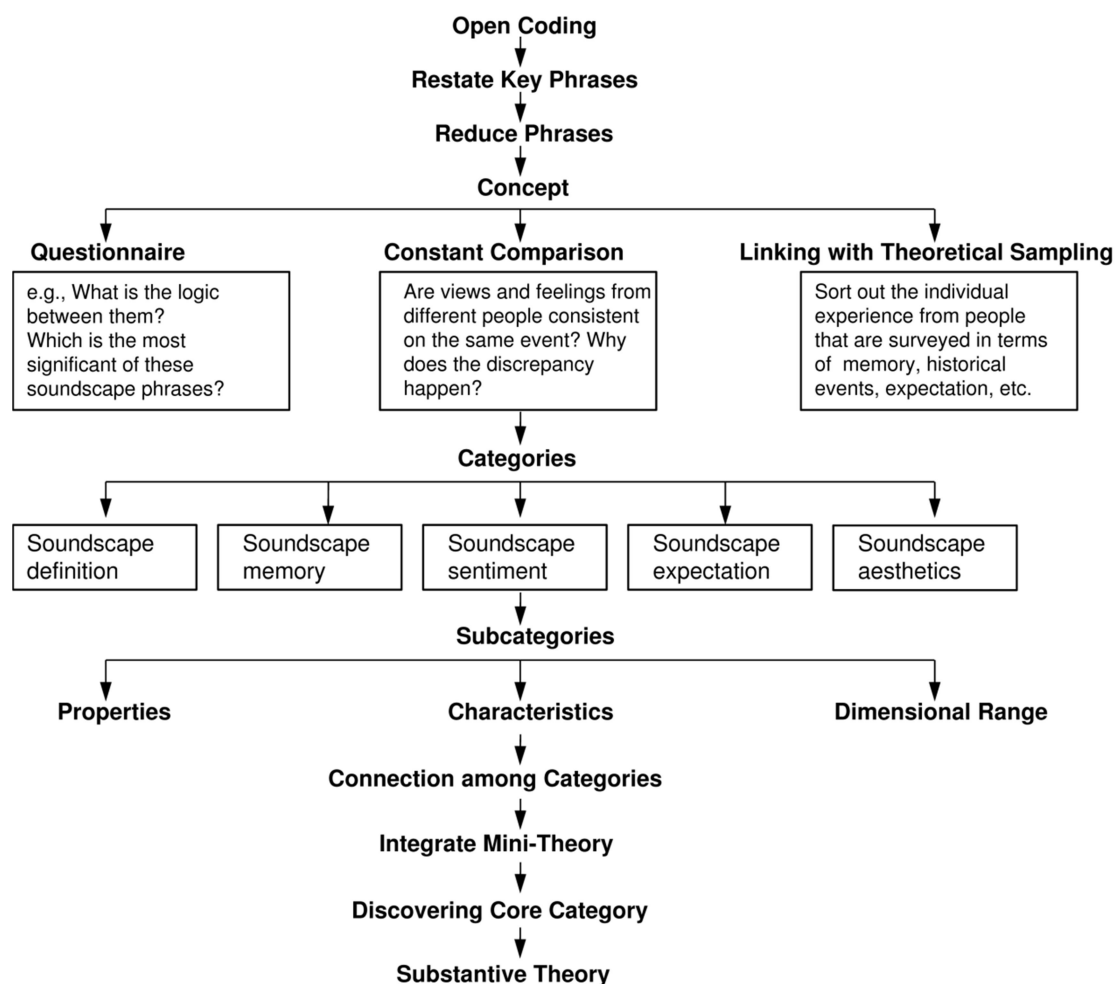 Open Coding
Restate Key Phrases
Reduce Phrases
Concept
Questionnaire
e.g., What is the logic
between them?
Which is the most
significant of these
soundscape phrases?
Constant Comparison
Are views and feelings from
different people consistent
on the same event? Why
does the discrepancy
happen?
Linking with Theoretical Sampling
Sort out the individual
experience from people
that are surveyed in terms
of memory, historical
events, expectation, etc.
Categories
Soundscape
definition
Soundscape
memory
Soundscape
sentiment
Soundscape
expectation
Soundscape
aesthetics
Subcategories
Properties
Characteristics
Dimensional Range
Connection among Categories
Integrate Mini-Theory
Discovering Core Category
Substantive Theory